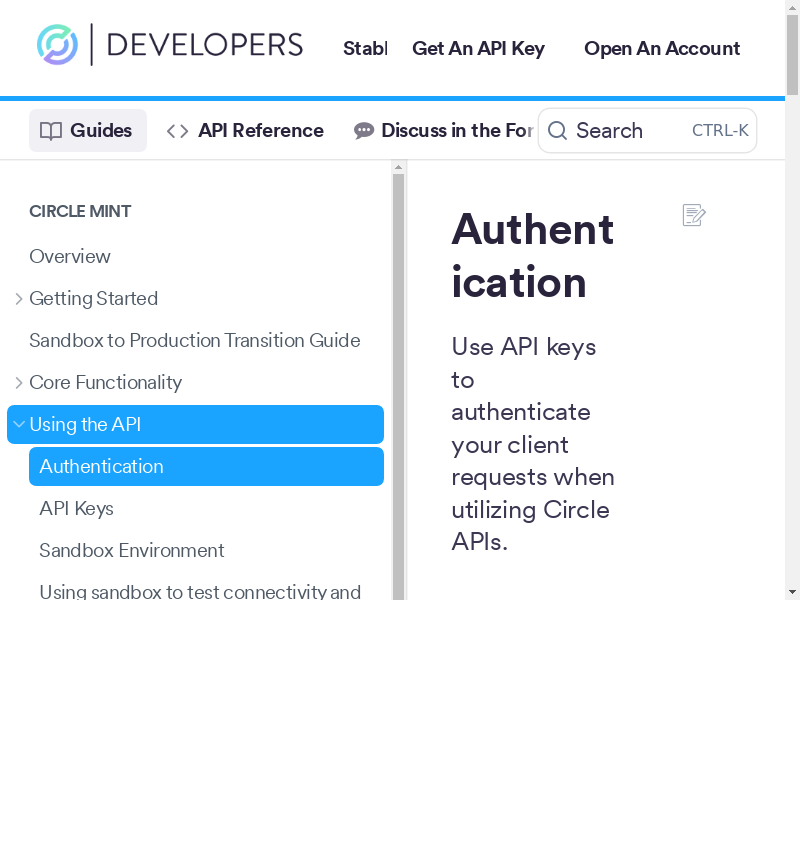 DEVELOPERS
Stabl
Get An API Key
Open An Account
Guides
API Reference
Discuss in the For
Search
CTRL-K
CIRCLE MINT
Overview
Getting Started
Sandbox to Production Transition Guide
Core Functionality
Using the API
Authentication
API Keys
Sandbox Environment
Using sandbox to test connectivity and
Authent
ication
Use API keys
to
authenticate
your client
requests when
utilizing Circle
APIs.